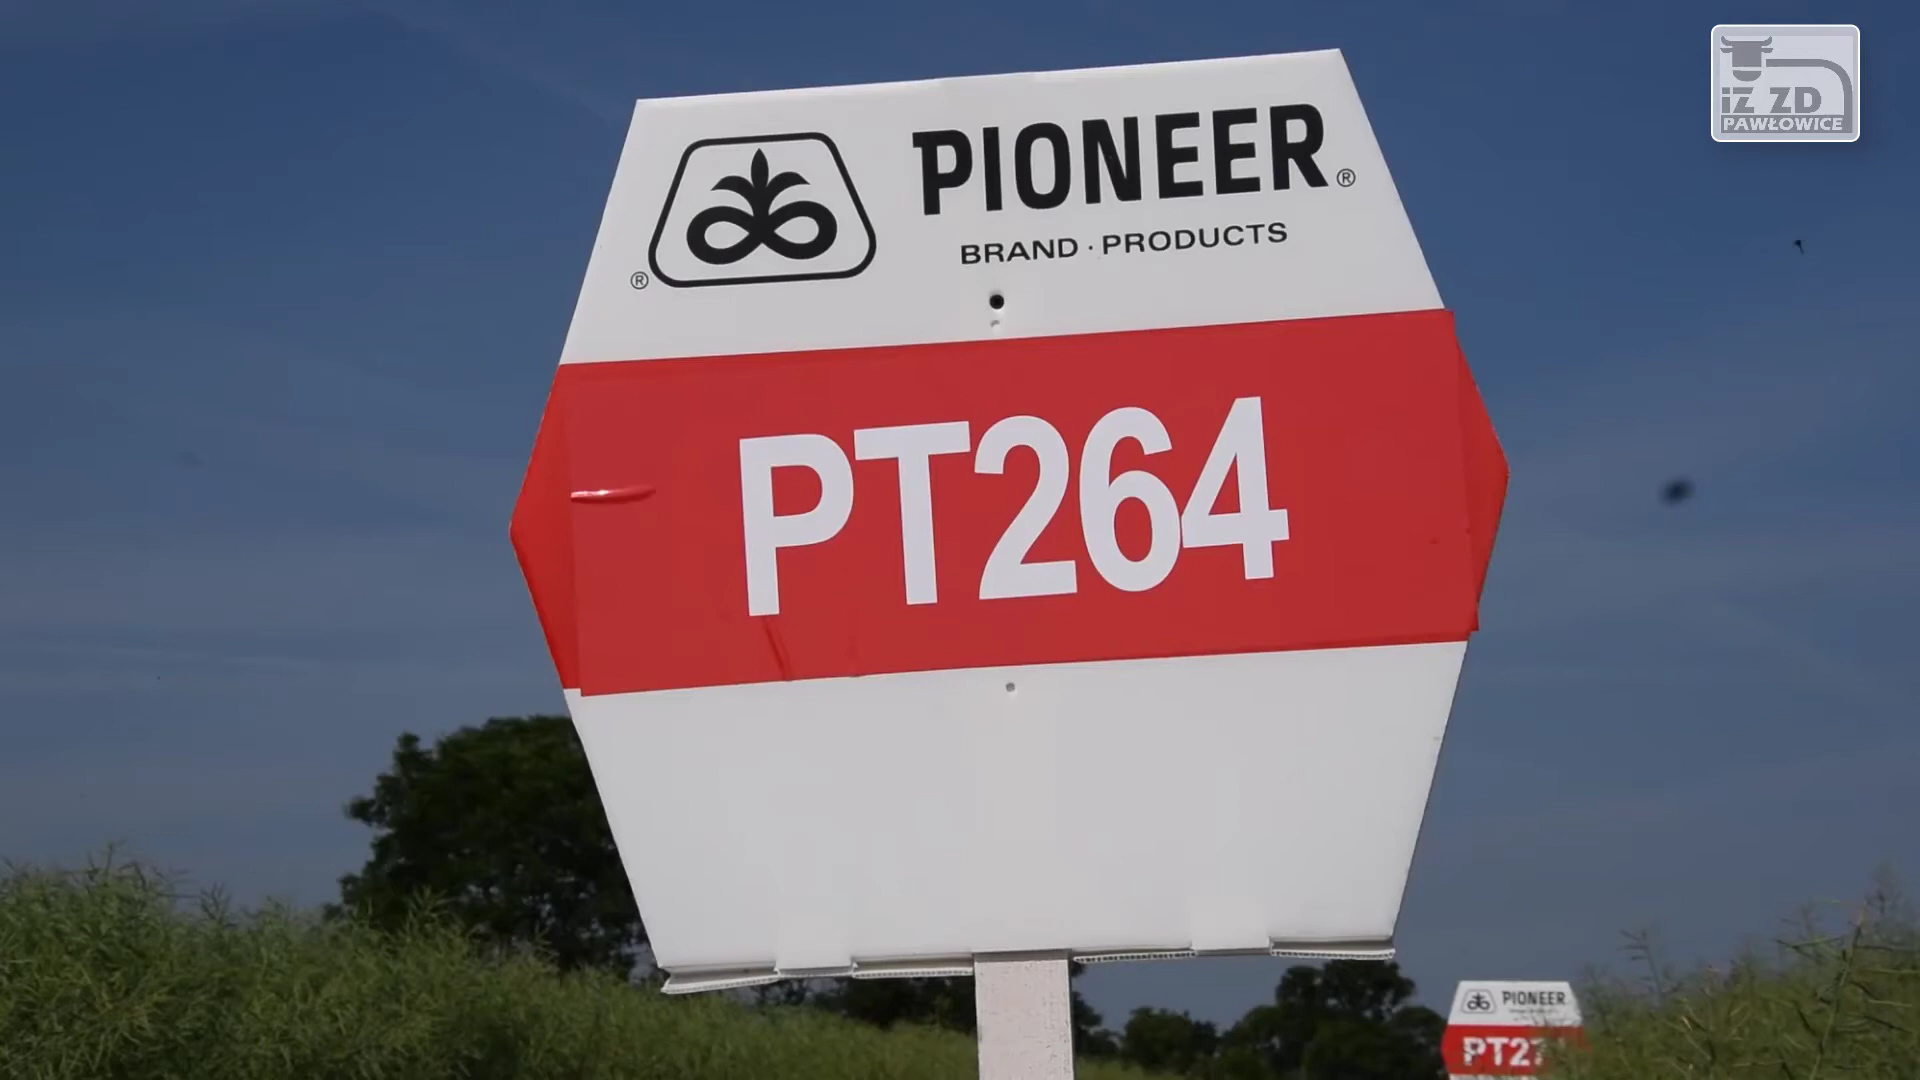 IZ ZD
PAWŁOWICE
PIONEER®
BRAND · PRODUCTS
®
PT264
PIONEER